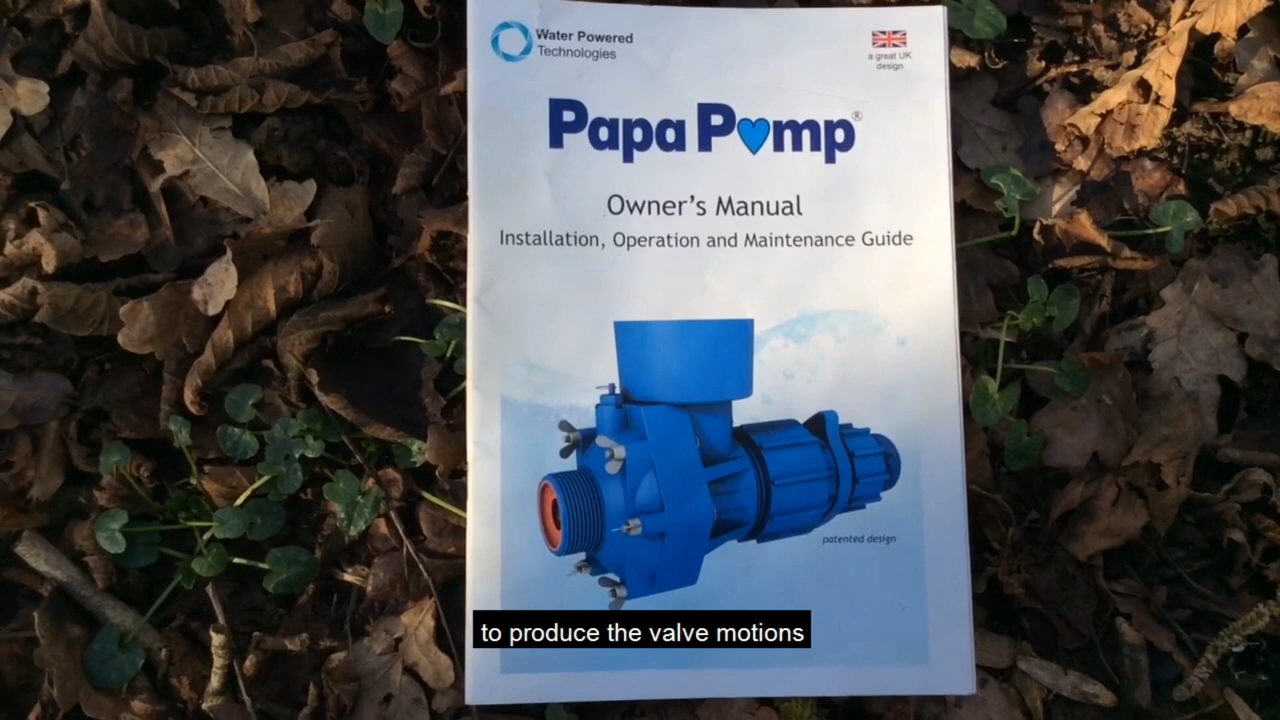 Water Powered
Technologies
a great UK
design
Papa Pump®
Owner's Manual
Installation, Operation and Maintenance Guide
patented design
to produce the valve motions